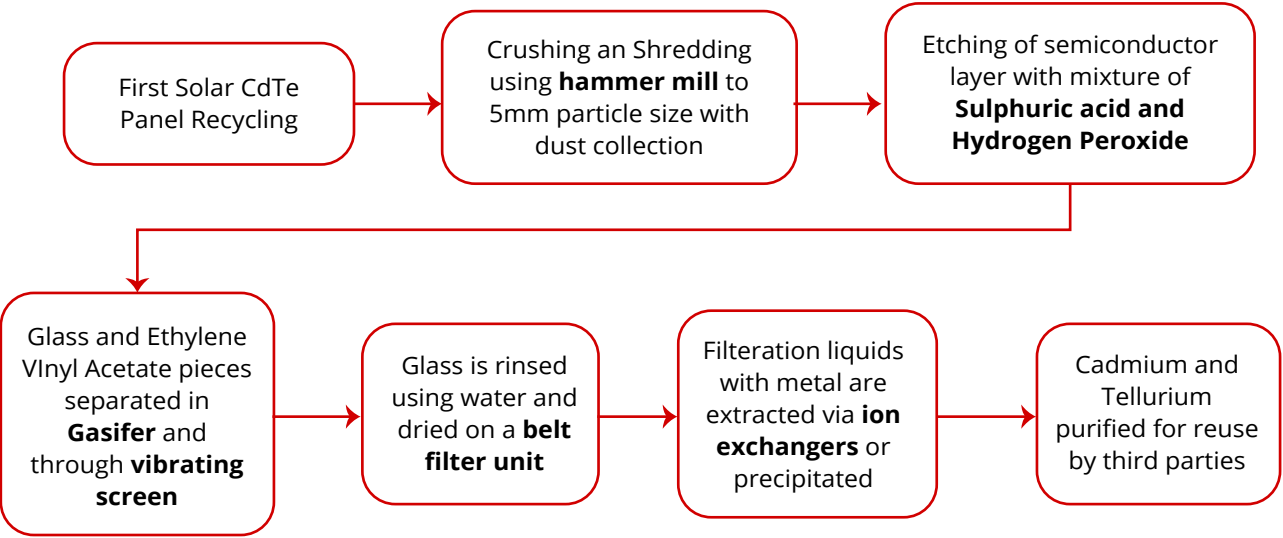 First Solar CdTe
Panel Recycling
Crushing an Shredding
using hammer mill to
5mm particle size with
dust collection
Etching of semiconductor
layer with mixture of
Sulphuric acid and
Hydrogen Peroxide
Glass and Ethylene
VInyl Acetate pieces
separated in
Gasifer and
through vibrating
screen
Glass is rinsed
using water and
dried on a belt
filter unit
Filteration liquids
with metal are
extracted via ion
exchangers or
precipitated
Cadmium and
Tellurium
purified for reuse
by third parties